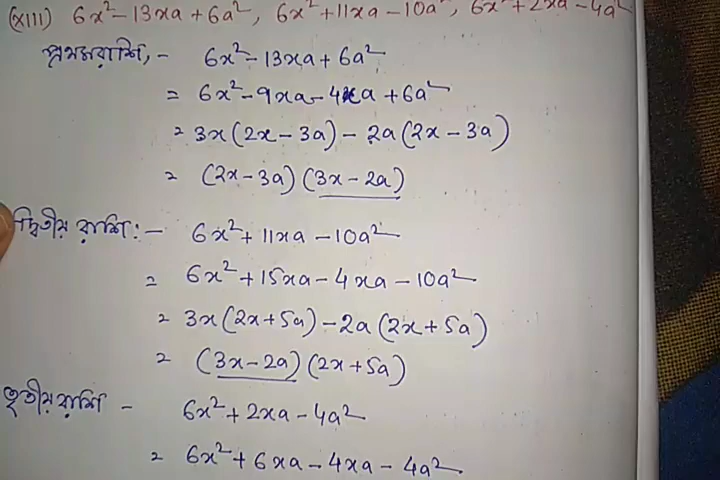 (XIII) 6x² - 13xa + 6a², 6x² + 11xa - 10a², 6x² + 2xa - 4a²
প্রথমরাশি,- 6x² - 13xa + 6a²
= 6x² - 9xa - 4xa + 6a²
= 3x(2x - 3a) - 2a(2x - 3a)
= (2x - 3a)(3x - 2a)
দ্বিতীয় রাশি:- 6x² + 11xa - 10a²
= 6x² + 15xa - 4xa - 10a²
= 3x(2x + 5a) - 2a(2x + 5a)
= (3x - 2a)(2x + 5a)
তৃতীয় রাশি - 6x² + 2xa - 4a²
= 6x² + 6xa - 4xa - 4a²